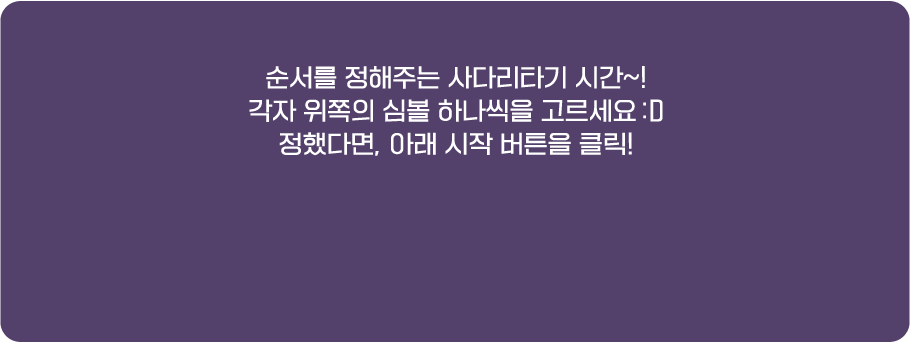 순서를 정해주는 사다리타기 시간~!
각자 위쪽의 심볼 하나씩을 고르세요 :D
정했다면, 아래 시작 버튼을 클릭!